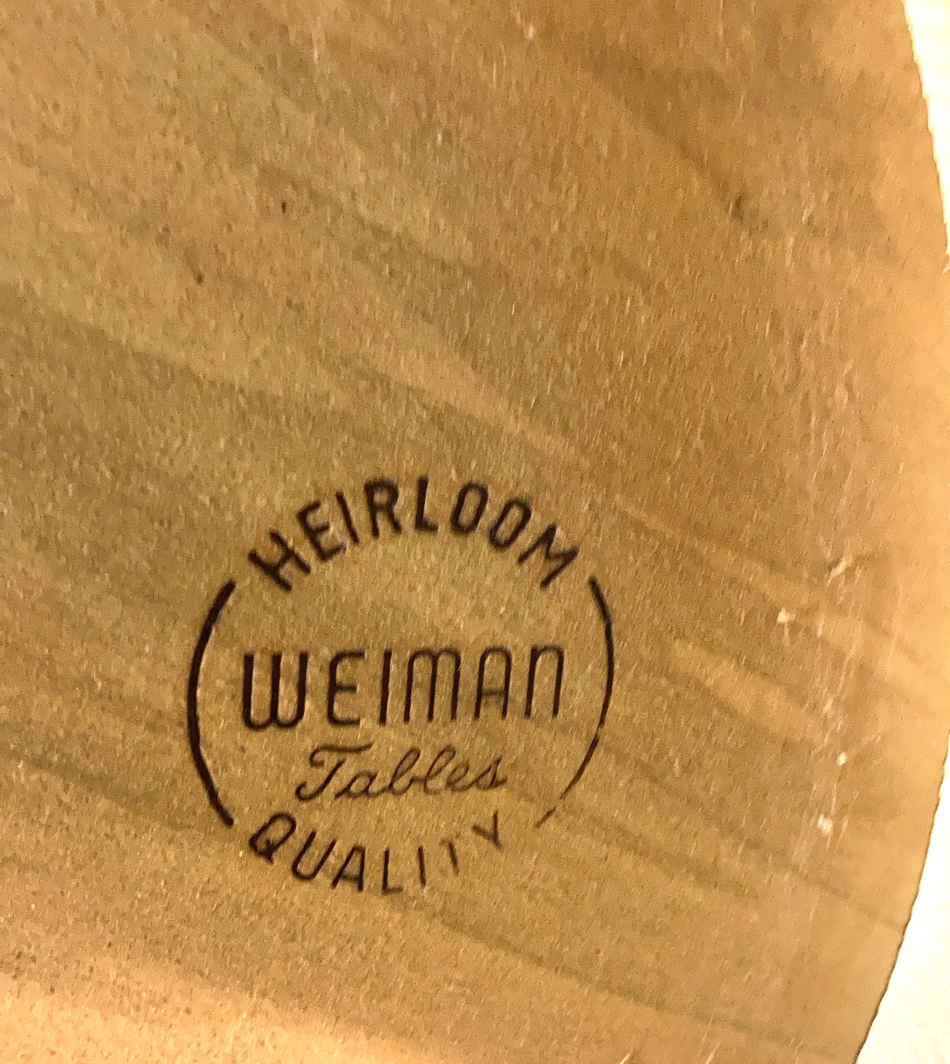 HEIRLOOM
WEIMAN
Tables
QUALITY